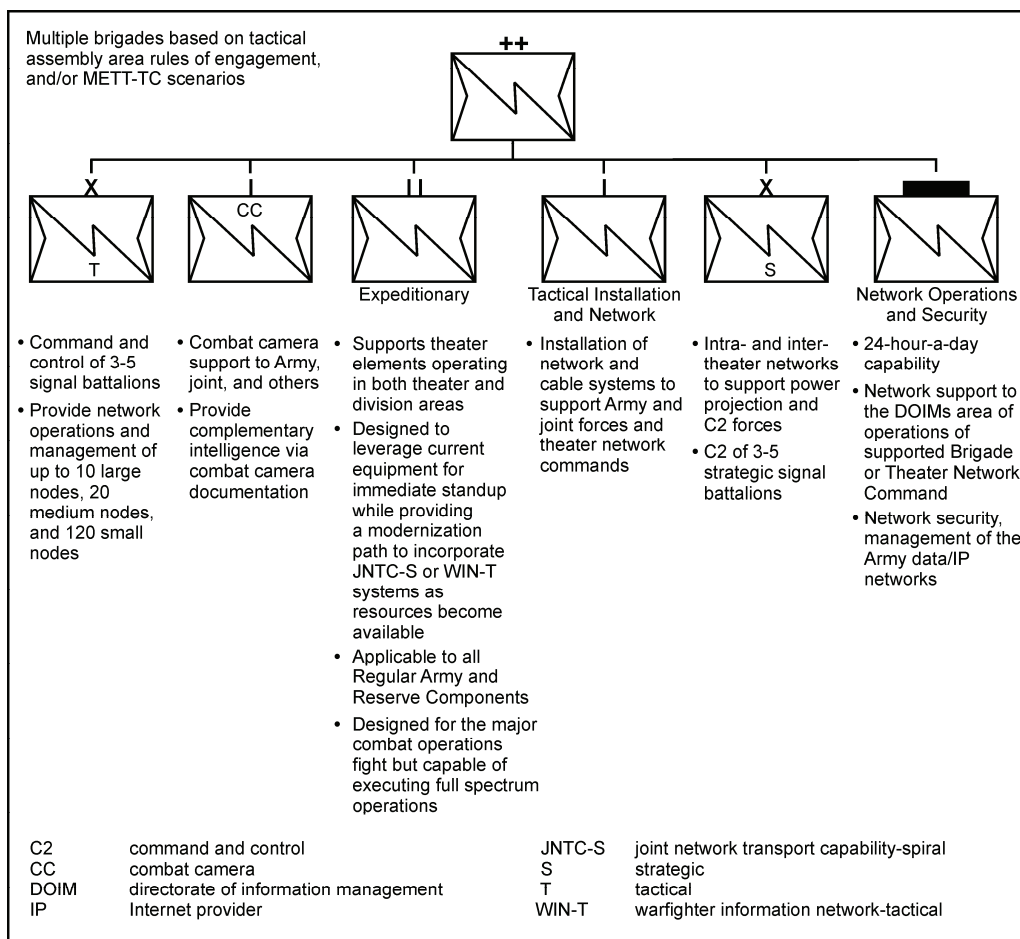 Multiple brigades based on tactical
assembly area rules of engagement,
and/or METT-TC scenarios
++
X
I
I I
I
X
T
CC
S
Expeditionary
Tactical Installation
and Network
Network Operations
and Security
• Command and
control of 3-5
signal battalions
• Provide network
operations and
management of
up to 10 large
nodes, 20
medium nodes,
and 120 small
nodes
• Combat camera
support to Army,
joint, and others
• Provide
complementary
intelligence via
combat camera
documentation
• Supports theater
elements operating
in both theater and
division areas
• Designed to
leverage current
equipment for
immediate standup
while providing
a modernization
path to incorporate
JNTC-S or WIN-T
systems as
resources become
available
• Applicable to all
Regular Army and
Reserve Components
• Designed for the major
combat operations
fight but capable of
executing full spectrum
operations
• Installation of
network and
cable systems to
support Army and
joint forces and
theater network
commands
• Intra- and inter-
theater networks
to support power
projection and
C2 forces
• C2 of 3-5
strategic signal
battalions
• 24-hour-a-day
capability
• Network support to
the DOIMs area of
operations of
supported Brigade
or Theater Network
Command
• Network security,
management of the
Army data/IP
networks
C2 command and control
CC combat camera
DOIM directorate of information management
IP Internet provider
JNTC-S joint network transport capability-spiral
S strategic
T tactical
WIN-T warfighter information network-tactical